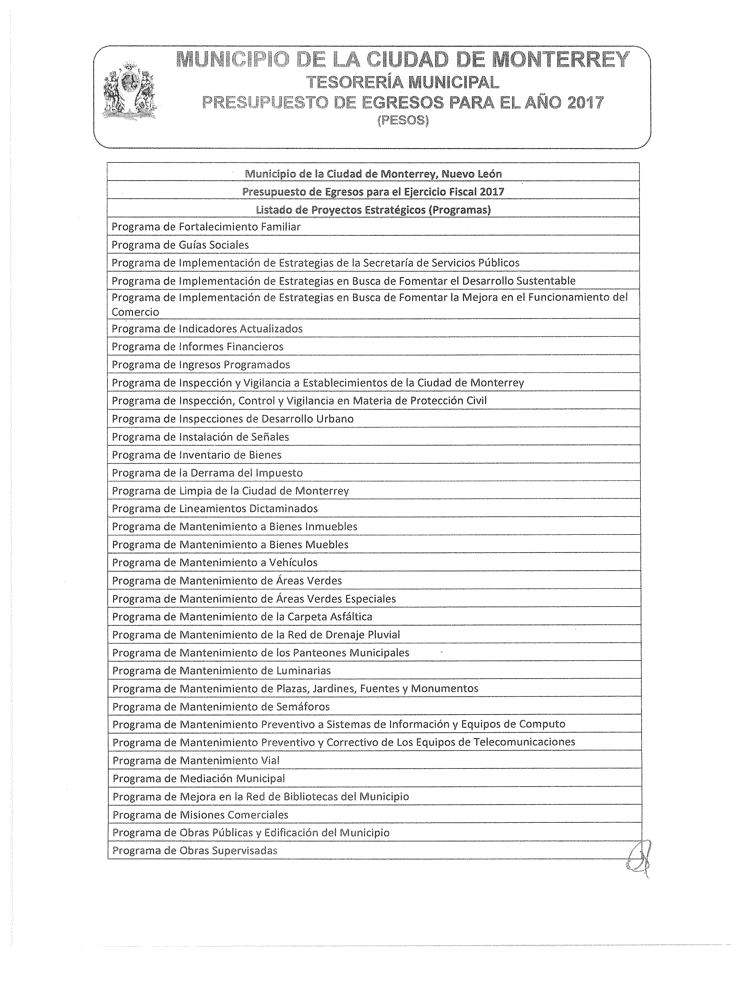 MUNICIPIO DE LA CIUDAD DE MONTERREY
TESORERÍA MUNICIPAL
PRESUPUESTO DE EGRESOS PARA EL AÑO 2017
(PESOS)
Municipio de la Ciudad de Monterrey, Nuevo León
Presupuesto de Egresos para el Ejercicio Fiscal 2017
Listado de Proyectos Estratégicos (Programas)
Programa de Fortalecimiento Familiar
Programa de Guías Sociales
Programa de Implementación de Estrategias de la Secretaría de Servicios Públicos
Programa de Implementación de Estrategias en Busca de Fomentar el Desarrollo Sustentable
Programa de Implementación de Estrategias en Busca de Fomentar la Mejora en el Funcionamiento del
Comercio
Programa de Indicadores Actualizados
Programa de Informes Financieros
Programa de Ingresos Programados
Programa de Inspección y Vigilancia a Establecimientos de la Ciudad de Monterrey
Programa de Inspección, Control y Vigilancia en Materia de Protección Civil
Programa de Inspecciones de Desarrollo Urbano
Programa de Instalación de Señales
Programa de Inventario de Bienes
Programa de la Derrama del Impuesto
Programa de Limpia de la Ciudad de Monterrey
Programa de Lineamientos Dictaminados
Programa de Mantenimiento a Bienes Inmuebles
Programa de Mantenimiento a Bienes Muebles
Programa de Mantenimiento a Vehículos
Programa de Mantenimiento de Áreas Verdes
Programa de Mantenimiento de Áreas Verdes Especiales
Programa de Mantenimiento de la Carpeta Asfáltica
Programa de Mantenimiento de la Red de Drenaje Pluvial
Programa de Mantenimiento de los Panteones Municipales
Programa de Mantenimiento de Luminarias
Programa de Mantenimiento de Plazas, Jardines, Fuentes y Monumentos
Programa de Mantenimiento de Semáforos
Programa de Mantenimiento Preventivo a Sistemas de Información y Equipos de Computo
Programa de Mantenimiento Preventivo y Correctivo de Los Equipos de Telecomunicaciones
Programa de Mantenimiento Vial
Programa de Mediación Municipal
Programa de Mejora en la Red de Bibliotecas del Municipio
Programa de Misiones Comerciales
Programa de Obras Públicas y Edificación del Municipio
Programa de Obras Supervisadas